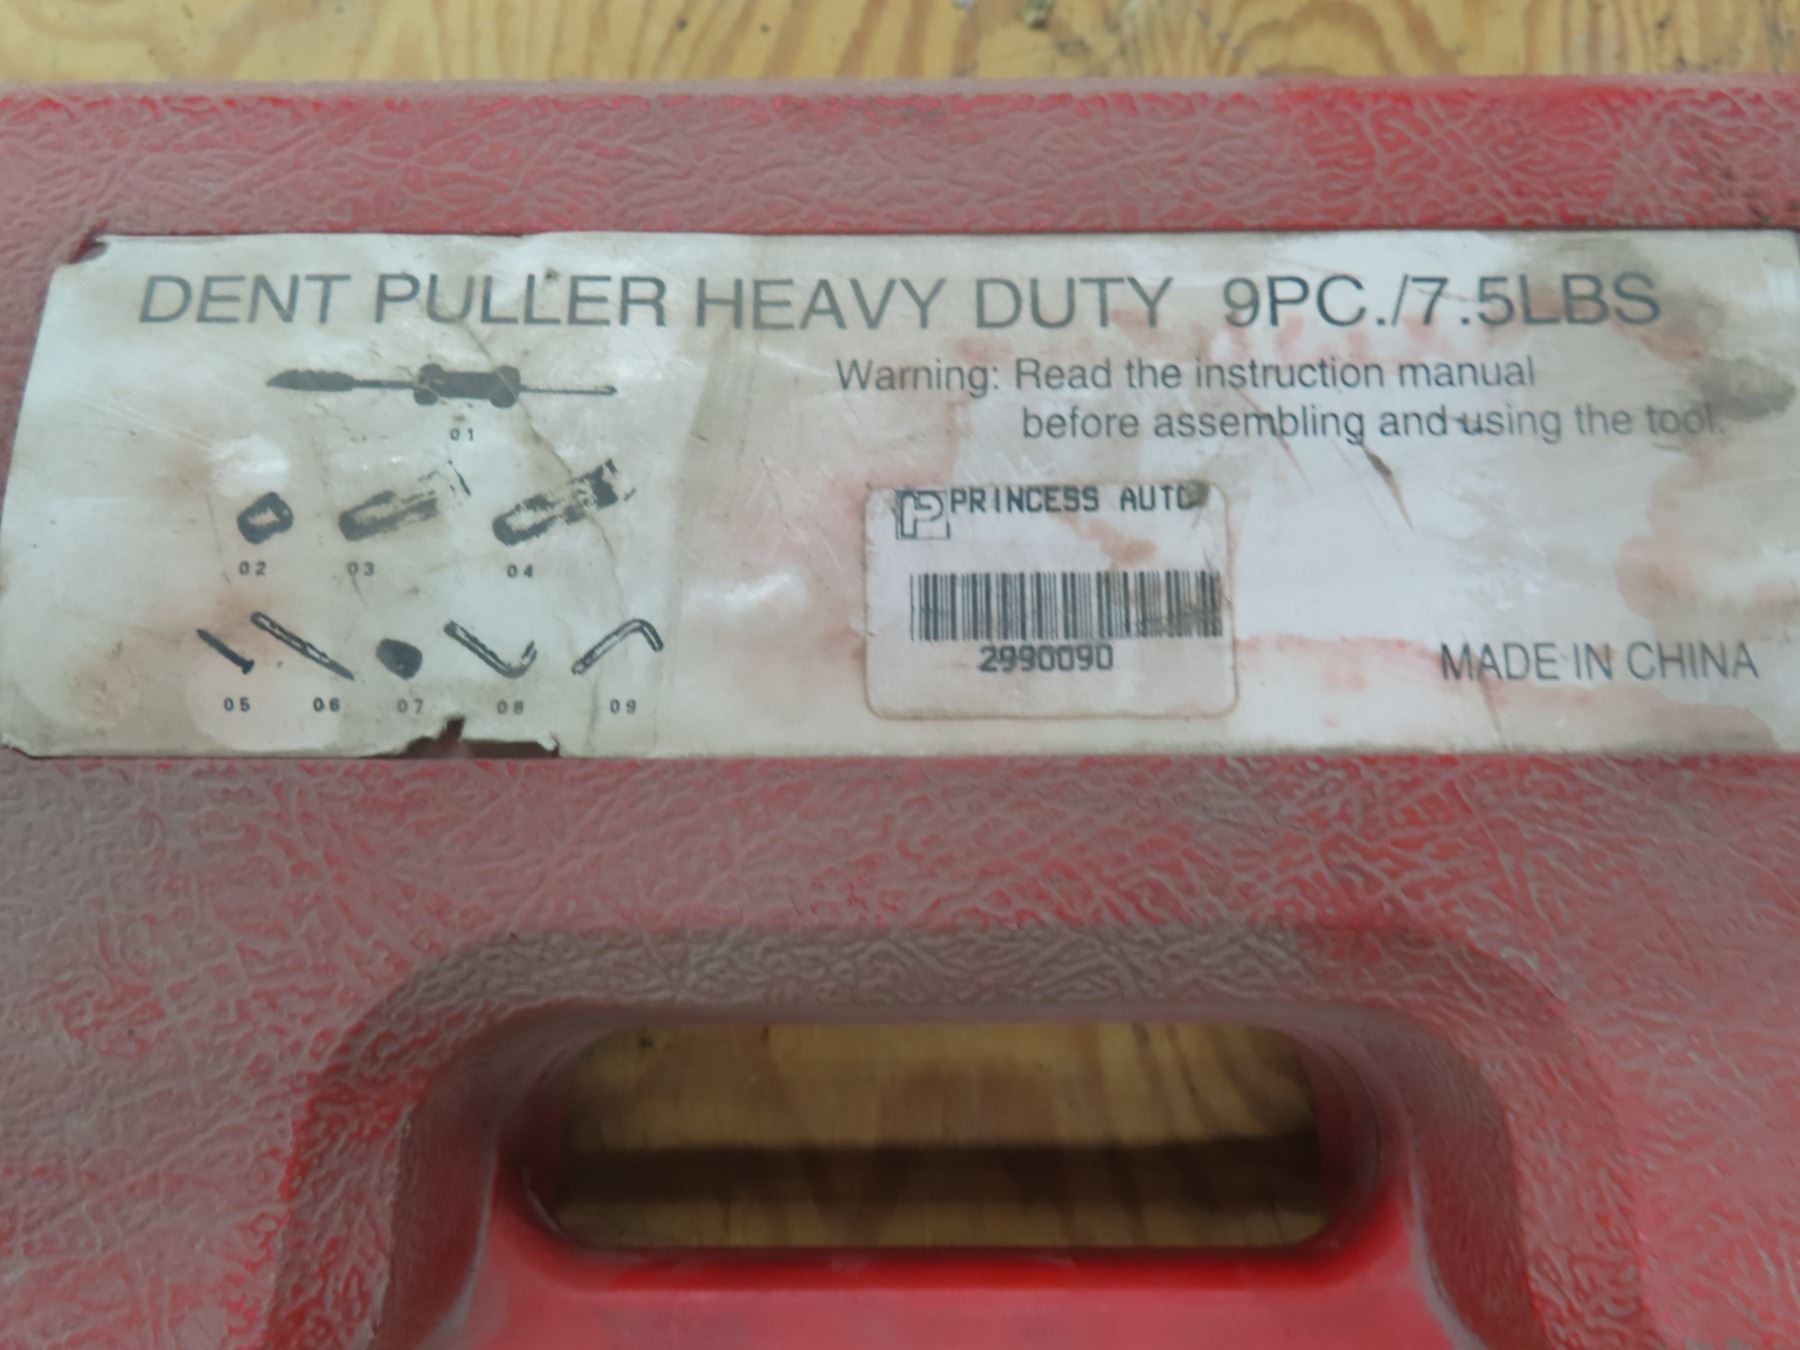 DENT PULLER HEAVY DUTY 9PC./7.5LBS
Warning: Read the instruction manual
before assembling and using the tool.
01
02 03 04
05 06 07 08 09
PRINCESS AUTO
2990090
MADE IN CHINA